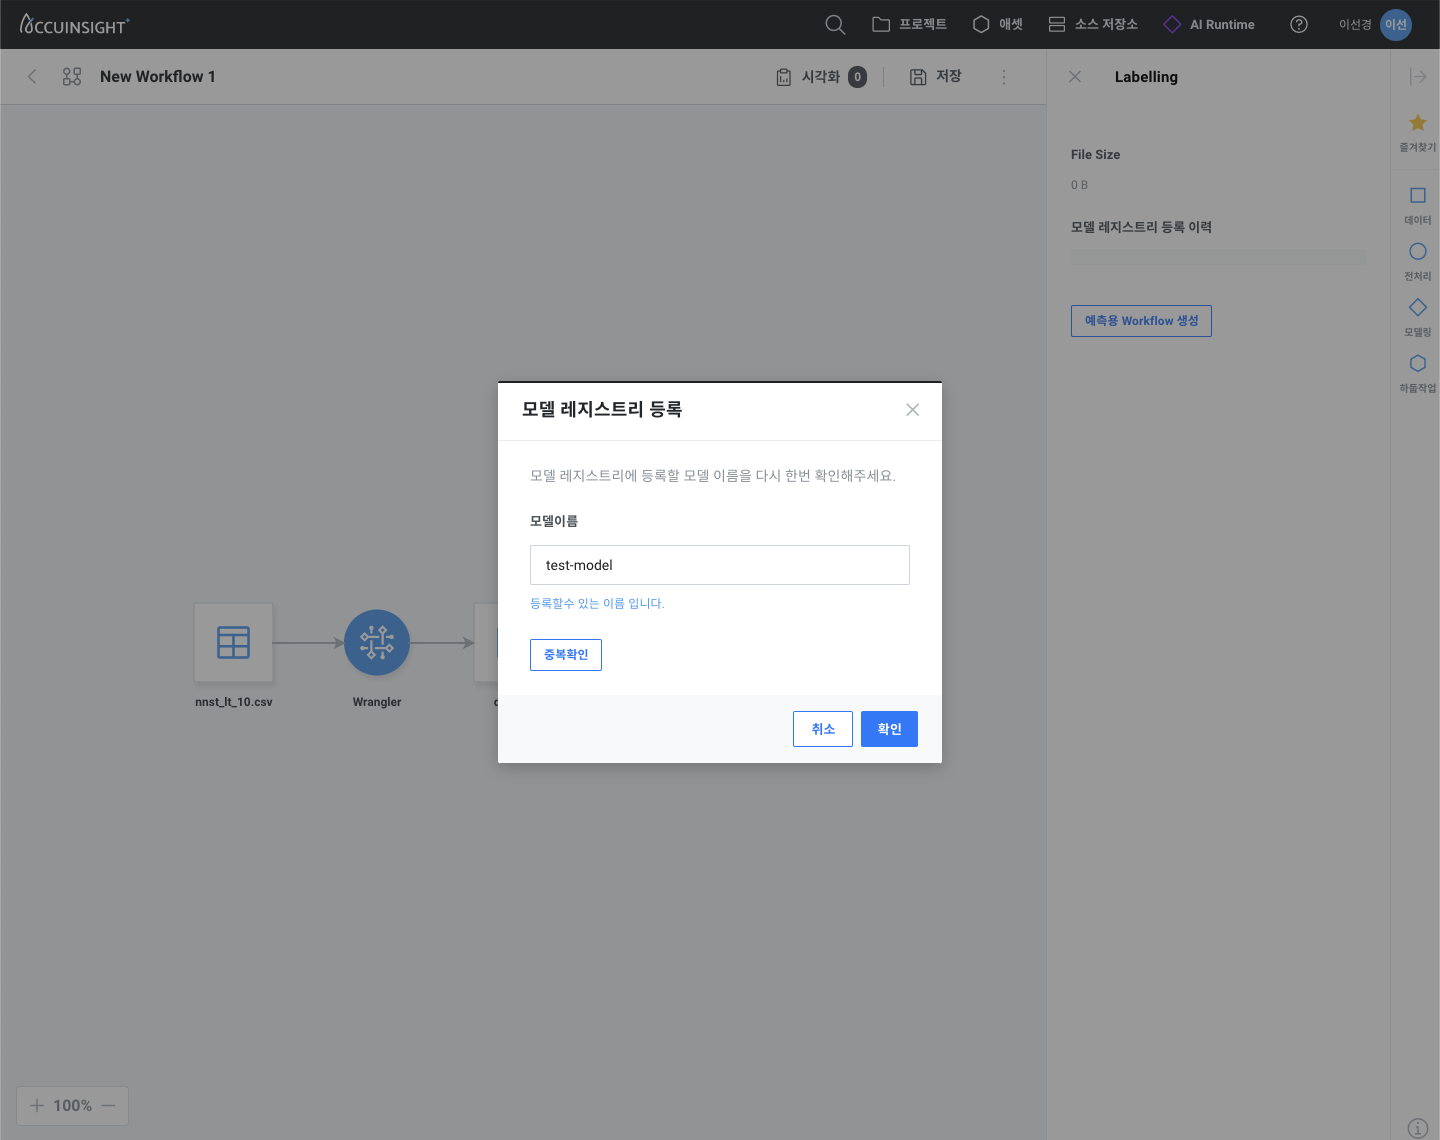 ACCUINSIGHT+
프로젝트
애셋
소스 저장소
AI Runtime
이선경
이선
New Workflow 1
시각화 0
저장
Labelling
File Size
0 B
모델 레지스트리 등록 이력
예측용 Workflow 생성
즐겨찾기
데이터
전처리
모델링
하둡작업
모델 레지스트리 등록
모델 레지스트리에 등록할 모델 이름을 다시 한번 확인해주세요.
모델이름
test-model
등록할수 있는 이름 입니다.
중복확인
취소
확인
nnst_lt_10.csv
Wrangler
100%